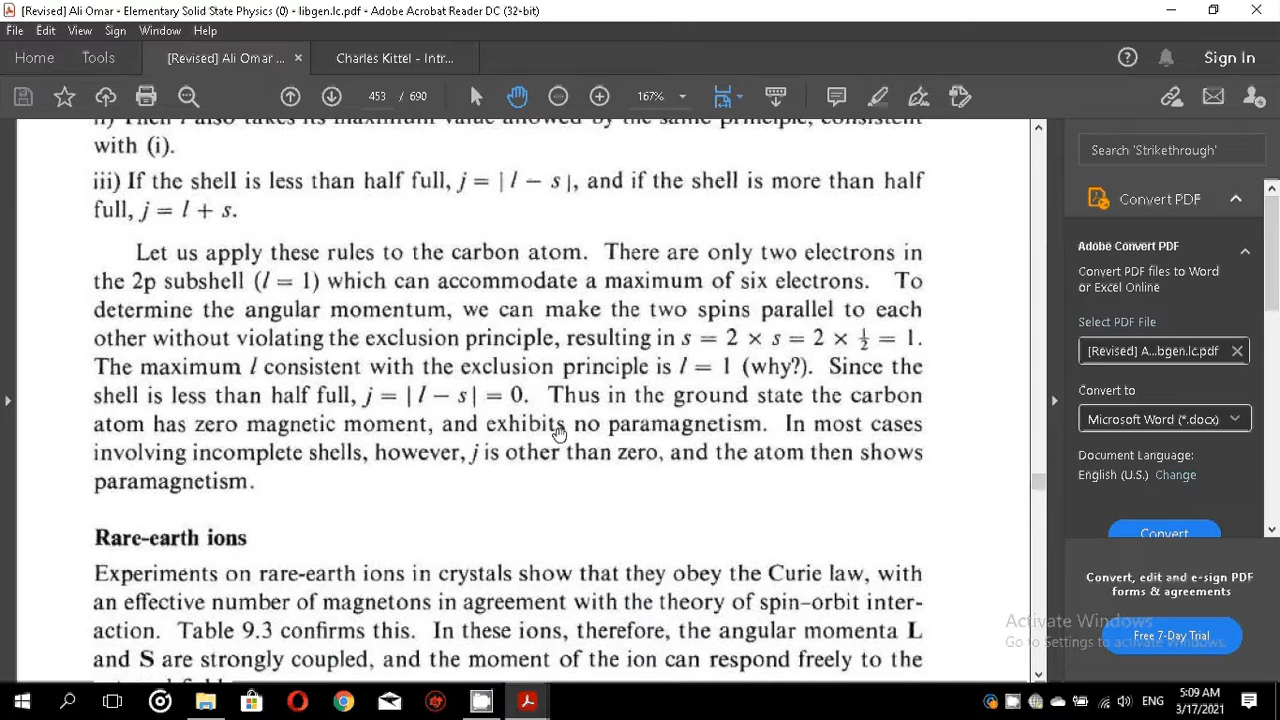 [Revised] Ali Omar - Elementary Solid State Physics (0) - libgen.lc.pdf - Adobe Acrobat Reader DC (32-bit)
File Edit View Sign Window Help
Home Tools [Revised] Ali Omar ... × Charles Kittel - Intr... Sign In
453 / 690 167%
ii) Then l also takes its maximum value allowed by the same principle, consistent
with (i).
iii) If the shell is less than half full, j = | l − s |, and if the shell is more than half
full, j = l + s.
Let us apply these rules to the carbon atom. There are only two electrons in
the 2p subshell (l = 1) which can accommodate a maximum of six electrons. To
determine the angular momentum, we can make the two spins parallel to each
other without violating the exclusion principle, resulting in s = 2 × s = 2 × ½ = 1.
The maximum l consistent with the exclusion principle is l = 1 (why?). Since the
shell is less than half full, j = | l − s | = 0. Thus in the ground state the carbon
atom has zero magnetic moment, and exhibits no paramagnetism. In most cases
involving incomplete shells, however, j is other than zero, and the atom then shows
paramagnetism.
Rare-earth ions
Experiments on rare-earth ions in crystals show that they obey the Curie law, with
an effective number of magnetons in agreement with the theory of spin–orbit inter-
action. Table 9.3 confirms this. In these ions, therefore, the angular momenta L
and S are strongly coupled, and the moment of the ion can respond freely to the
Search 'Strikethrough'
Convert PDF
Adobe Convert PDF
Convert PDF files to Word
or Excel Online
Select PDF File
[Revised] A...bgen.lc.pdf ×
Convert to
Microsoft Word (*.docx)
Document Language:
English (U.S.) Change
Convert
Convert, edit and e-sign PDF
forms & agreements
Free 7-Day Trial
Activate Windows
Go to Settings to activate Windows.
ENG
5:09 AM
3/17/2021